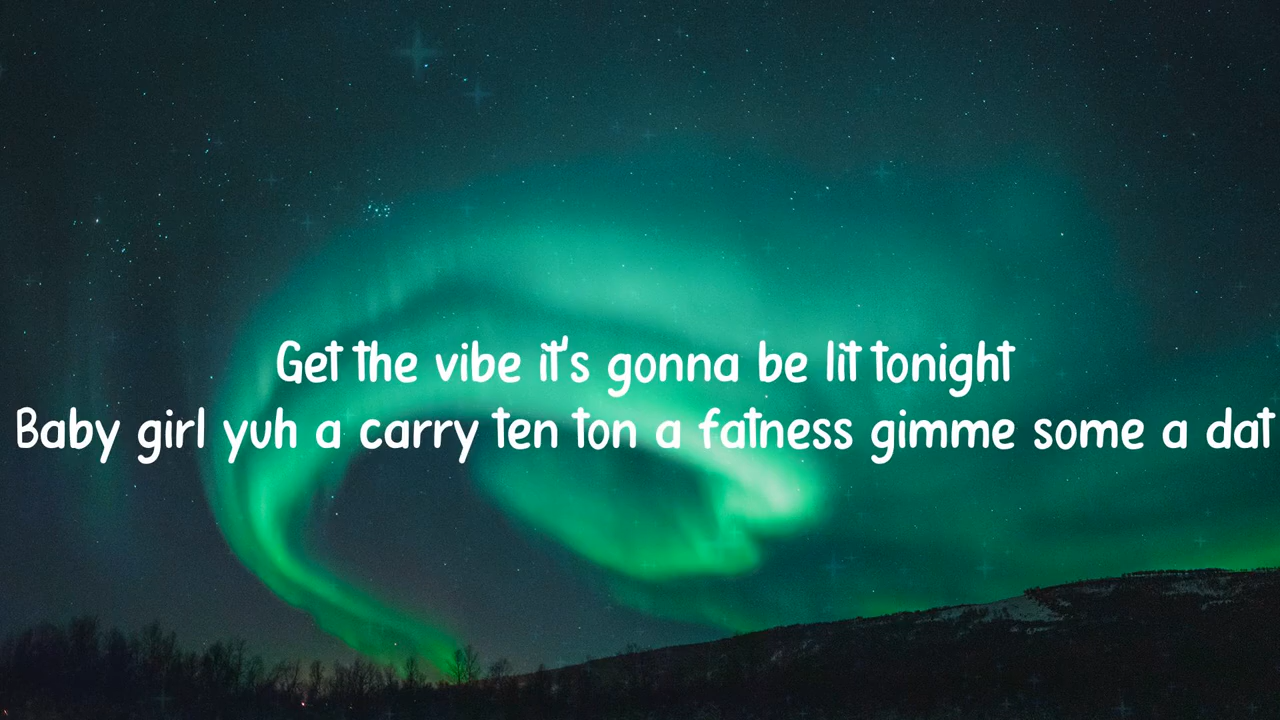 Get the vibe it's gonna be lit tonight
Baby girl yuh a carry ten ton a fatness gimme some a dat